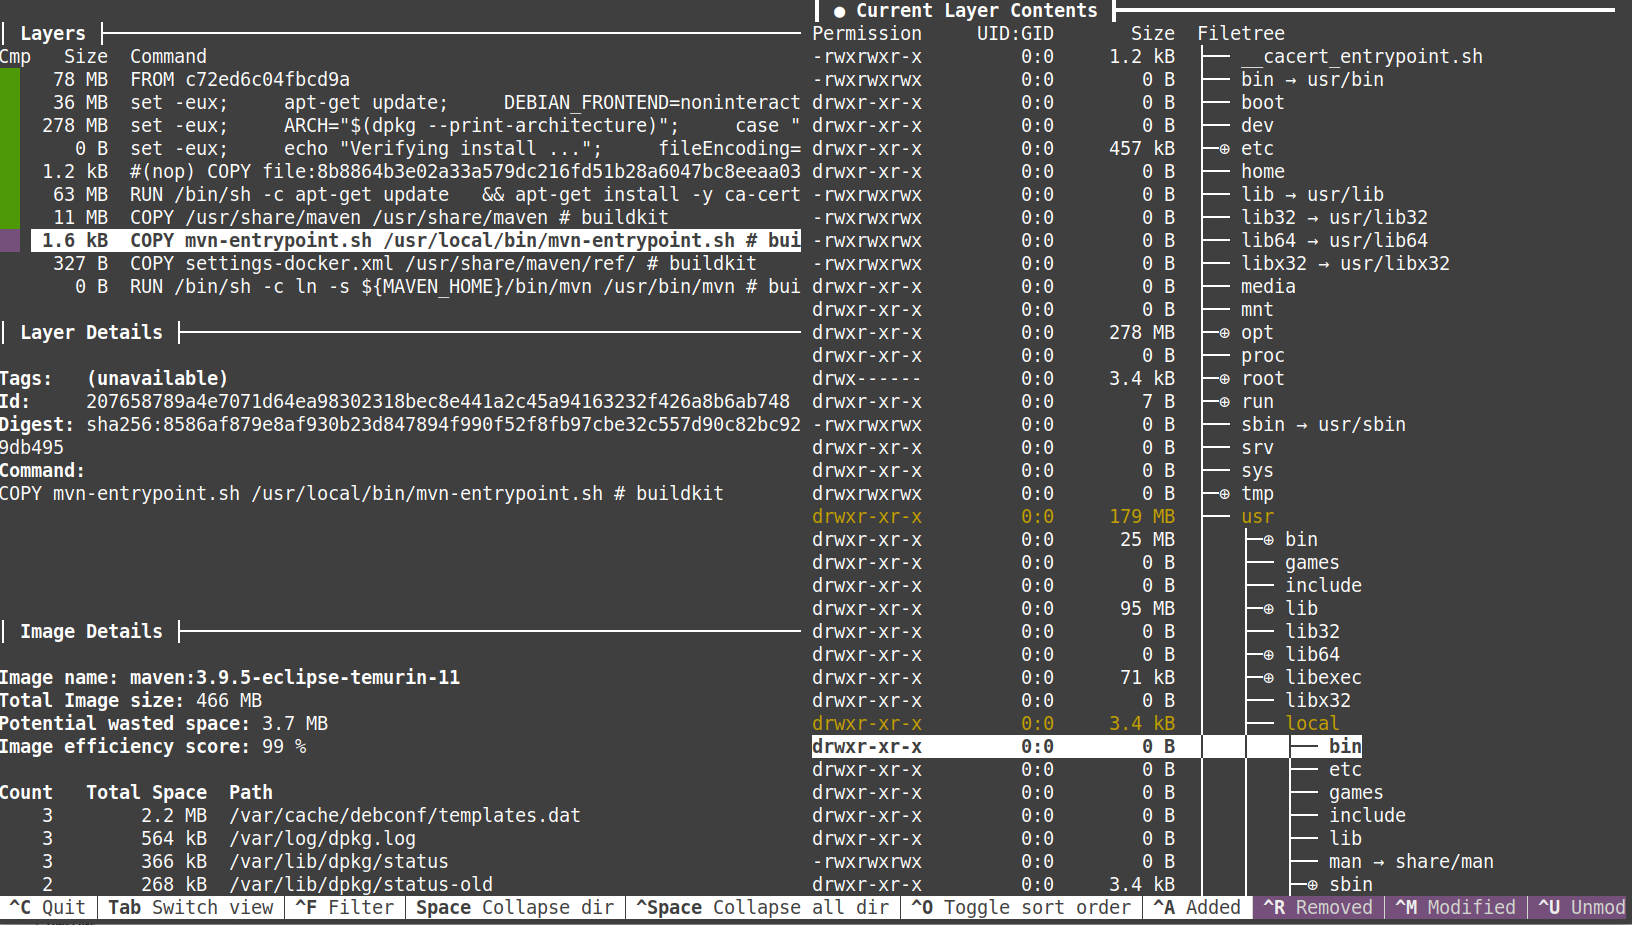 Layers
Cmp Size Command
78 MB FROM c72ed6c04fbcd9a
36 MB set -eux; apt-get update; DEBIAN_FRONTEND=noninteract
278 MB set -eux; ARCH="$(dpkg --print-architecture)"; case "
0 B set -eux; echo "Verifying install ..."; fileEncoding=
1.2 kB #(nop) COPY file:8b8864b3e02a33a579dc216fd51b28a6047bc8eeaa03
63 MB RUN /bin/sh -c apt-get update && apt-get install -y ca-cert
11 MB COPY /usr/share/maven /usr/share/maven # buildkit
1.6 kB COPY mvn-entrypoint.sh /usr/local/bin/mvn-entrypoint.sh # bui
327 B COPY settings-docker.xml /usr/share/maven/ref/ # buildkit
0 B RUN /bin/sh -c ln -s ${MAVEN_HOME}/bin/mvn /usr/bin/mvn # bui
Layer Details
Tags: (unavailable)
Id: 207658789a4e7071d64ea98302318bec8e441a2c45a94163232f426a8b6ab748
Digest: sha256:8586af879e8af930b23d847894f990f52f8fb97cbe32c557d90c82bc92
9db495
Command:
COPY mvn-entrypoint.sh /usr/local/bin/mvn-entrypoint.sh # buildkit
Image Details
Image name: maven:3.9.5-eclipse-temurin-11
Total Image size: 466 MB
Potential wasted space: 3.7 MB
Image efficiency score: 99 %
Count Total Space Path
3 2.2 MB /var/cache/debconf/templates.dat
3 564 kB /var/log/dpkg.log
3 366 kB /var/lib/dpkg/status
2 268 kB /var/lib/dpkg/status-old
● Current Layer Contents
Permission UID:GID Size Filetree
-rwxrwxr-x 0:0 1.2 kB ├── __cacert_entrypoint.sh
-rwxrwxrwx 0:0 0 B ├── bin → usr/bin
drwxr-xr-x 0:0 0 B ├── boot
drwxr-xr-x 0:0 0 B ├── dev
drwxr-xr-x 0:0 457 kB ├─⊕ etc
drwxr-xr-x 0:0 0 B ├── home
-rwxrwxrwx 0:0 0 B ├── lib → usr/lib
-rwxrwxrwx 0:0 0 B ├── lib32 → usr/lib32
-rwxrwxrwx 0:0 0 B ├── lib64 → usr/lib64
-rwxrwxrwx 0:0 0 B ├── libx32 → usr/libx32
drwxr-xr-x 0:0 0 B ├── media
drwxr-xr-x 0:0 0 B ├── mnt
drwxr-xr-x 0:0 278 MB ├─⊕ opt
drwxr-xr-x 0:0 0 B ├── proc
drwx------ 0:0 3.4 kB ├─⊕ root
drwxr-xr-x 0:0 7 B ├─⊕ run
-rwxrwxrwx 0:0 0 B ├── sbin → usr/sbin
drwxr-xr-x 0:0 0 B ├── srv
drwxr-xr-x 0:0 0 B ├── sys
drwxrwxrwx 0:0 0 B ├─⊕ tmp
drwxr-xr-x 0:0 179 MB ├── usr
drwxr-xr-x 0:0 25 MB │ ├─⊕ bin
drwxr-xr-x 0:0 0 B │ ├── games
drwxr-xr-x 0:0 0 B │ ├── include
drwxr-xr-x 0:0 95 MB │ ├─⊕ lib
drwxr-xr-x 0:0 0 B │ ├── lib32
drwxr-xr-x 0:0 0 B │ ├─⊕ lib64
drwxr-xr-x 0:0 71 kB │ ├─⊕ libexec
drwxr-xr-x 0:0 0 B │ ├── libx32
drwxr-xr-x 0:0 3.4 kB │ ├── local
drwxr-xr-x 0:0 0 B │ │ ├── bin
drwxr-xr-x 0:0 0 B │ │ ├── etc
drwxr-xr-x 0:0 0 B │ │ ├── games
drwxr-xr-x 0:0 0 B │ │ ├── include
drwxr-xr-x 0:0 0 B │ │ ├── lib
-rwxrwxrwx 0:0 0 B │ │ ├── man → share/man
drwxr-xr-x 0:0 3.4 kB │ │ ├─⊕ sbin
^C Quit Tab Switch view ^F Filter Space Collapse dir ^Space Collapse all dir ^O Toggle sort order ^A Added ^R Removed ^M Modified ^U Unmod